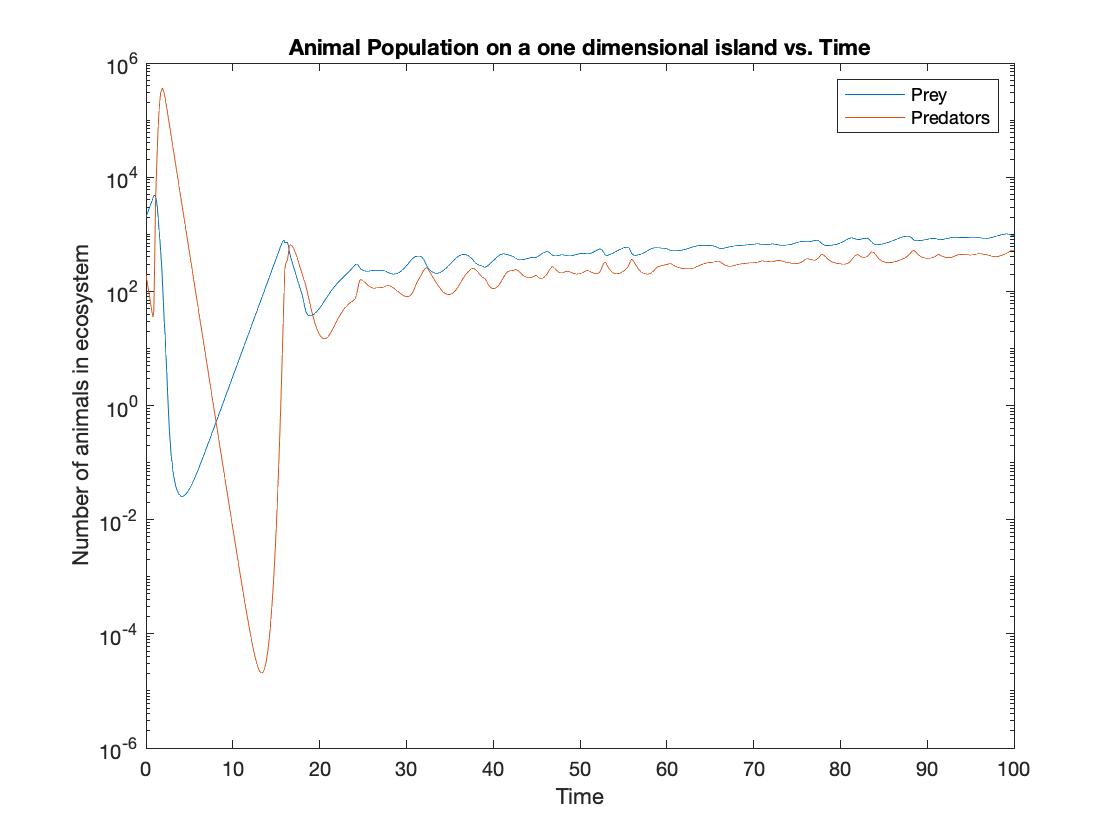 Animal Population on a one dimensional island vs. Time
Prey
Predators
10^6
10^4
10^2
10^0
10^-2
10^-4
10^-6
Number of animals in ecosystem
0 10 20 30 40 50 60 70 80 90 100
Time